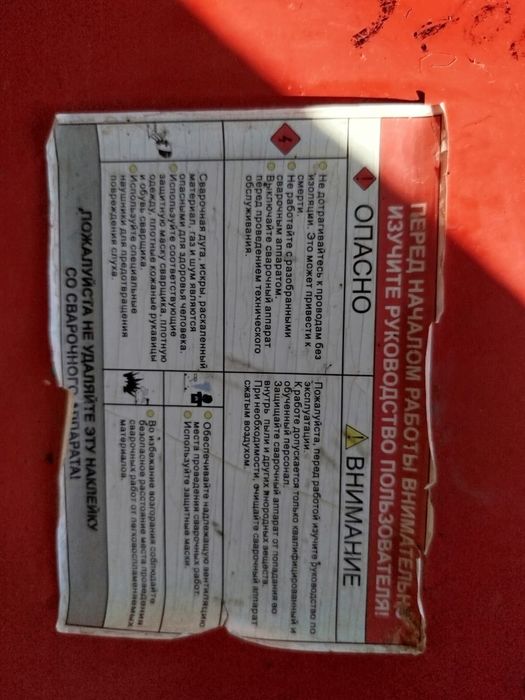 ПЕРЕД НАЧАЛОМ РАБОТЫ ВНИМАТЕЛЬНО
ИЗУЧИТЕ РУКОВОДСТВО ПОЛЬЗОВАТЕЛЯ!
ОПАСНО
Не дотрагивайтесь к проводам без
изоляции. Это может привести к
смерти.
Не работайте с разобранным
сварочным аппаратом.
Выключайте сварочный аппарат
перед проведением технического
обслуживания.
ВНИМАНИЕ
Пожалуйста, перед работой изучите руководство по
эксплуатации.
К работе допускается только квалифицированный и
обученный персонал.
Защищайте сварочный аппарат от попадания во
внутрь пыли и других инородных веществ.
При необходимости, очищайте сварочный аппарат
сжатым воздухом.
Сварочная дуга, искры, раскаленный
материал, газ и шум являются
опасными для здоровья человека.
Используйте соответствующие
защитную маску сварщика, плотную
одежду, плотные кожаные рукавицы
и обувь сварщика.
Используйте специальные
наушники для предотвращения
повреждения слуха.
Обеспечивайте надлежащую вентиляцию
места проведения сварочных работ.
Используйте защитные маски.
Во избежание возгорания соблюдайте
безопасное расстояние места проведения
сварочных работ от легковоспламеняемых
материалов.
ПОЖАЛУЙСТА НЕ УДАЛЯЙТЕ ЭТУ НАКЛЕЙКУ
СО СВАРОЧНОГО АППАРАТА!